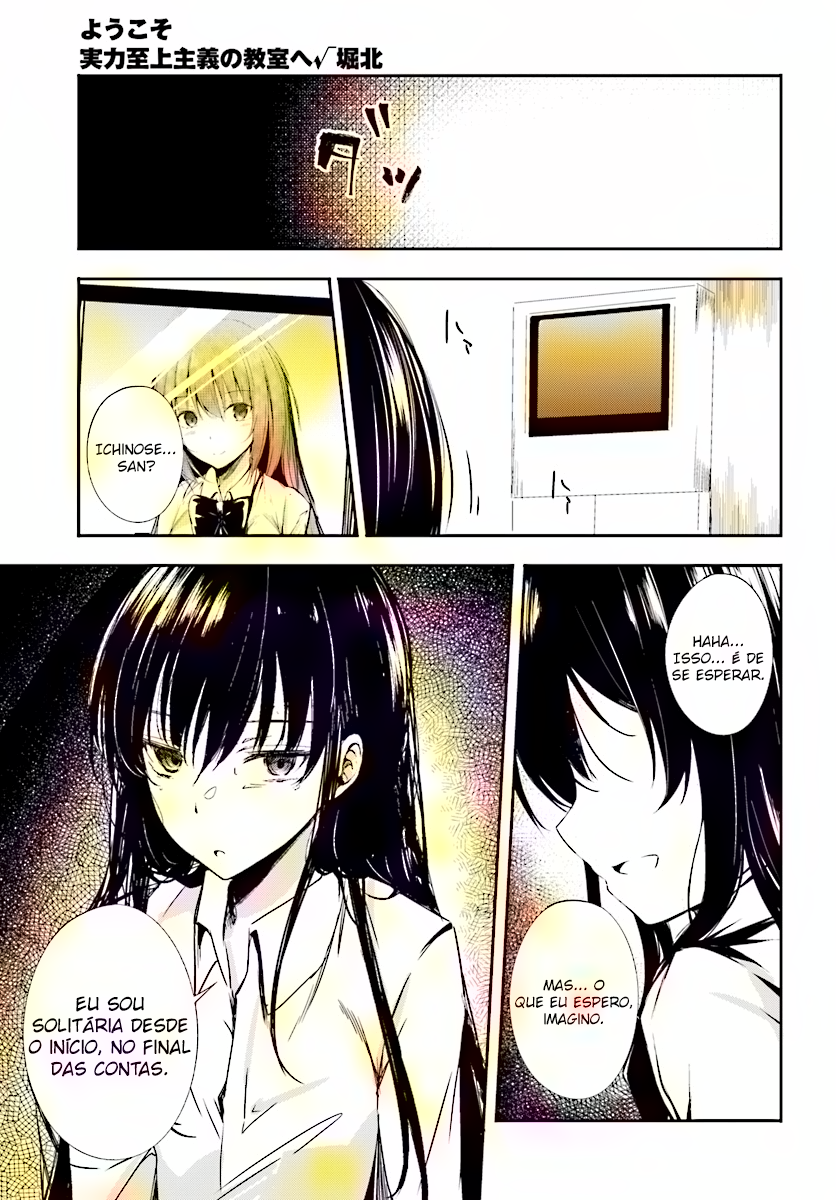 ようこそ
実力至上主義の教室へ√堀北
ダッ
ICHINOSE...
SAN?
HAHA...
ISSO... É DE
SE ESPERAR.
MAS... O
QUE EU ESPERO,
IMAGINO.
EU SOU
SOLITÁRIA DESDE
O INÍCIO, NO FINAL
DAS CONTAS.